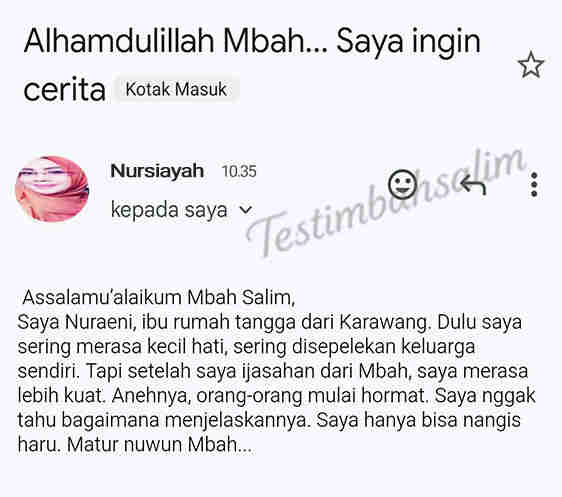 Alhamdulillah Mbah... Saya ingin
cerita Kotak Masuk
Nursiayah 10.35
kepada saya
Testimbahsalim
Assalamu'alaikum Mbah Salim,
Saya Nuraeni, ibu rumah tangga dari Karawang. Dulu saya
sering merasa kecil hati, sering disepelekan keluarga
sendiri. Tapi setelah saya ijasahan dari Mbah, saya merasa
lebih kuat. Anehnya, orang-orang mulai hormat. Saya nggak
tahu bagaimana menjelaskannya. Saya hanya bisa nangis
haru. Matur nuwun Mbah...